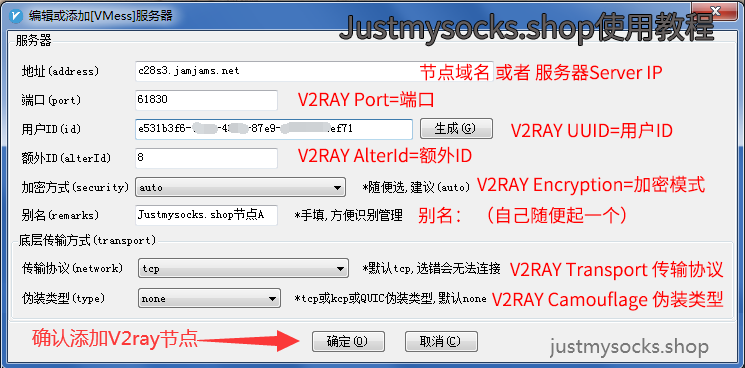 编辑或添加[VMess]服务器
Justmysocks.shop使用教程
服务器
地址(address) c28s3.jamjams.net 节点域名 或者 服务器Server IP
端口(port) 61830 V2RAY Port=端口
用户ID(id) e531b3f6- -4 -87e9- ef71 生成(G) V2RAY UUID=用户ID
额外ID(alterId) 8 V2RAY AlterId=额外ID
加密方式(security) auto *随便选,建议(auto) V2RAY Encryption=加密模式
别名(remarks) Justmysocks.shop节点A *手填,方便识别管理 别名：（自己随便起一个）
底层传输方式(transport)
传输协议(network) tcp *默认tcp,选错会无法连接 V2RAY Transport 传输协议
伪装类型(type) none *tcp或kcp或QUIC伪装类型,默认none V2RAY Camouflage 伪装类型
确认添加V2ray节点 确定(O) 取消(C)
justmysocks.shop